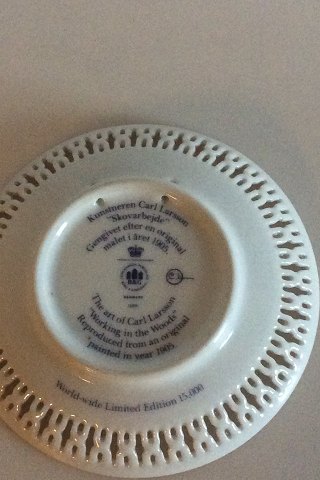 Kunstneren Carl Larsson
"Skovarbejde"
Gengivet efter en original
malet i året 1905.
B&G
DENMARK
The art of Carl Larsson
"Working in the Woods"
Reproduced from an original
painted in year 1905.
World-wide Limited Edition 15.000